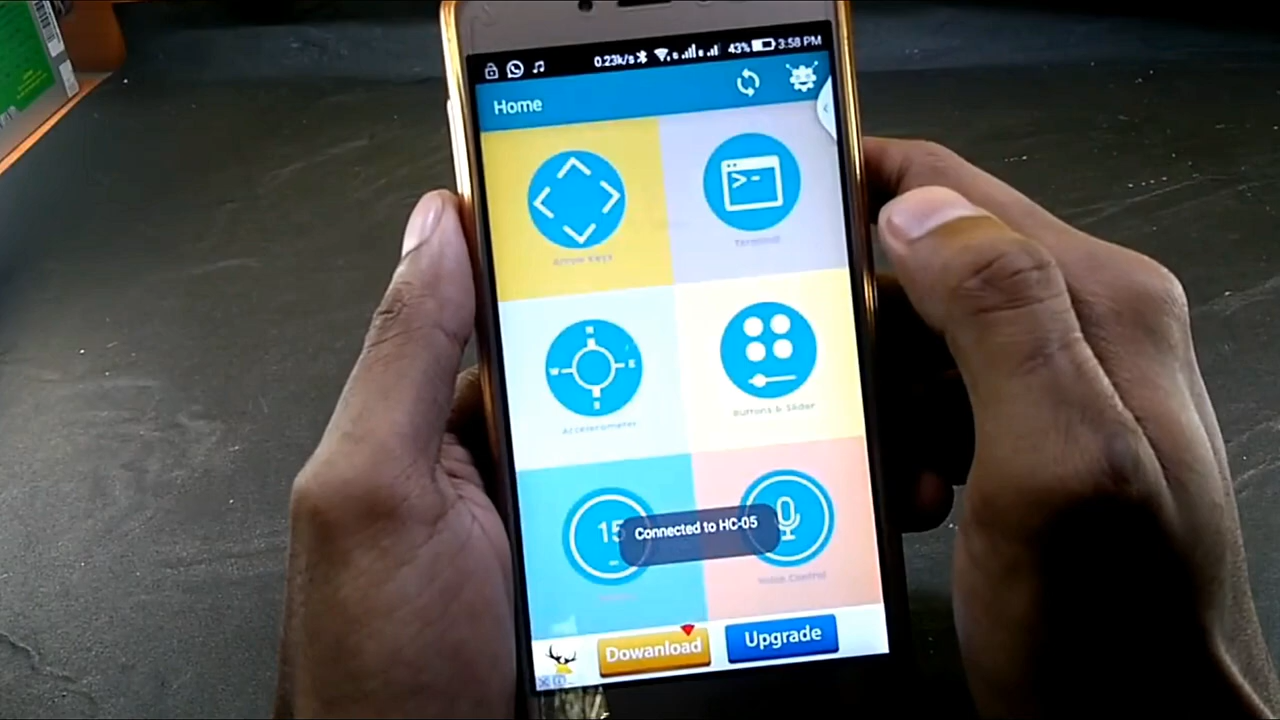 0.23k/s 43% 3:58 PM
Home
Arrow Keys
Terminal
N
W E
S
Accelerometer
Buttons & Slider
15
Connected to HC-05
Voice Control
Dowanload
Upgrade